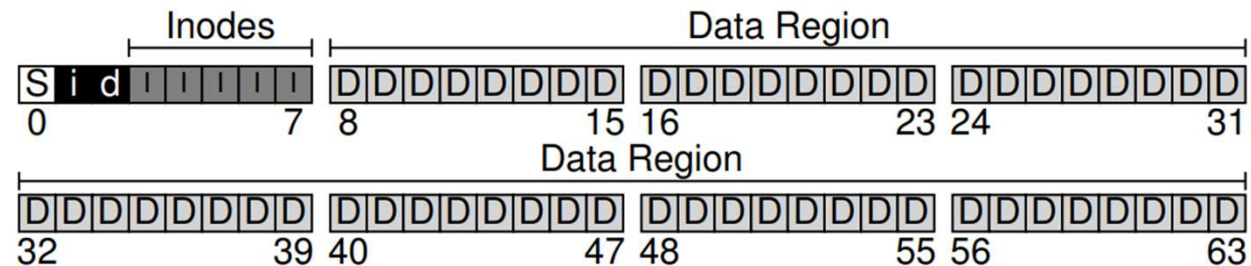 Inodes Data Region
S i d I I I I I D D D D D D D D D D D D D D D D D D D D D D D D
0 7 8 15 16 23 24 31
Data Region
D D D D D D D D D D D D D D D D D D D D D D D D D D D D D D D D
32 39 40 47 48 55 56 63